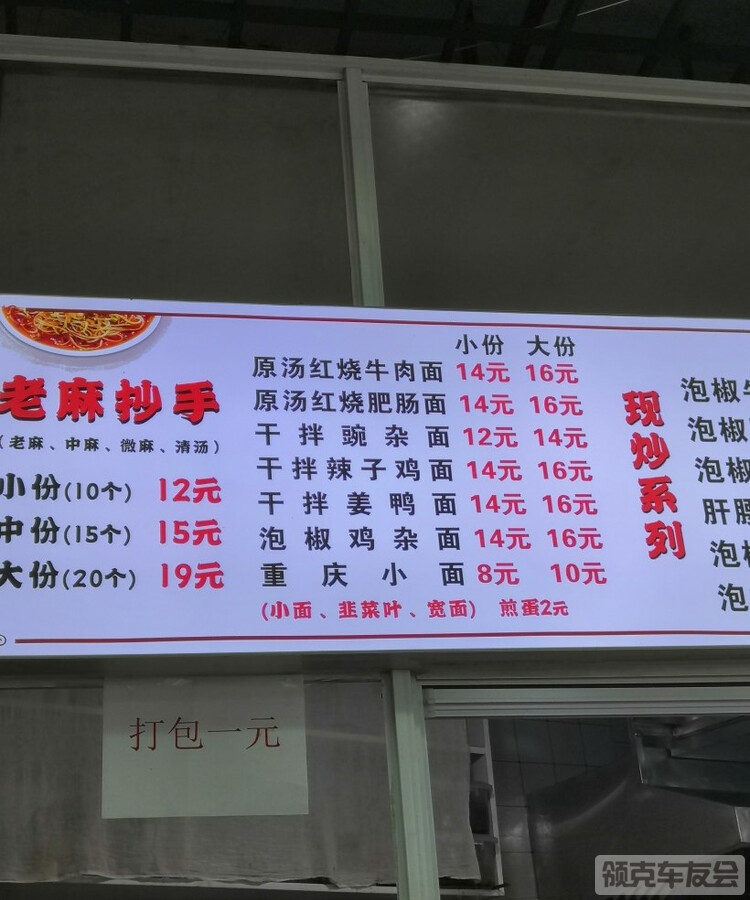 老麻抄手
(老麻、中麻、微麻、清汤)
小份(10个) 12元
中份(15个) 15元
大份(20个) 19元
小份 大份
原汤红烧牛肉面 14元 16元
原汤红烧肥肠面 14元 16元
干拌豌杂面 12元 14元
干拌辣子鸡面 14元 16元
干拌姜鸭面 14元 16元
泡椒鸡杂面 14元 16元
重庆小面 8元 10元
(小面、韭菜叶、宽面) 煎蛋2元
现炒系列
泡椒
泡椒
泡椒
肝腰
泡椒
泡
打包一元
领克车友会